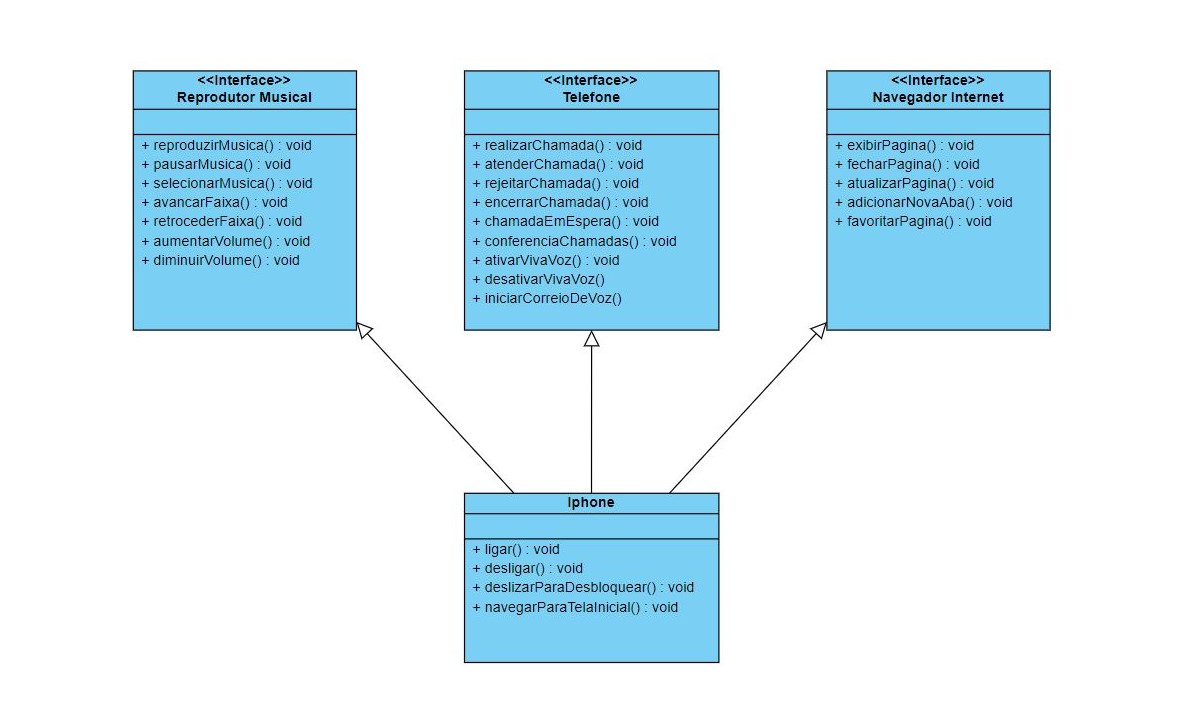 <<Interface>>
Reprodutor Musical
+ reproduzirMusica() : void
+ pausarMusica() : void
+ selecionarMusica() : void
+ avancarFaixa() : void
+ retrocederFaixa() : void
+ aumentarVolume() : void
+ diminuirVolume() : void
<<Interface>>
Telefone
+ realizarChamada() : void
+ atenderChamada() : void
+ rejeitarChamada() : void
+ encerrarChamada() : void
+ chamadaEmEspera() : void
+ conferenciaChamadas() : void
+ ativarVivaVoz() : void
+ desativarVivaVoz()
+ iniciarCorreioDeVoz()
<<Interface>>
Navegador Internet
+ exibirPagina() : void
+ fecharPagina() : void
+ atualizarPagina() : void
+ adicionarNovaAba() : void
+ favoritarPagina() : void
Iphone
+ ligar() : void
+ desligar() : void
+ deslizarParaDesbloquear() : void
+ navegarParaTelaInicial() : void